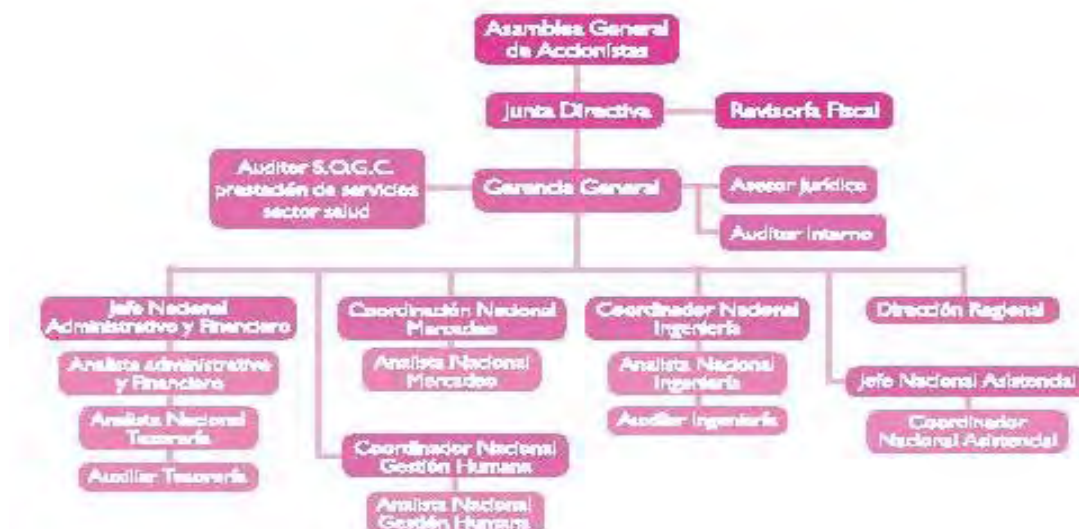 Asamblea General
de Accionistas
Junta Directiva
Revisoría Fiscal
Auditor S.O.G.C.
prestación de servicios
sector salud
Gerencia General
Asesor Jurídico
Auditor Interno
Jefe Nacional
Administrativo y Financiero
Analista administrativo
y Financiero
Analista Nacional
Tesorería
Auxiliar Tesorería
Coordinación Nacional
Mercadeo
Analista Nacional
Mercadeo
Coordinador Nacional
Gestión Humana
Analista Nacional
Gestión Humana
Coordinador Nacional
Ingeniería
Analista Nacional
Ingeniería
Auxiliar Ingeniería
Dirección Regional
Jefe Nacional Asistencial
Coordinador
Nacional Asistencial